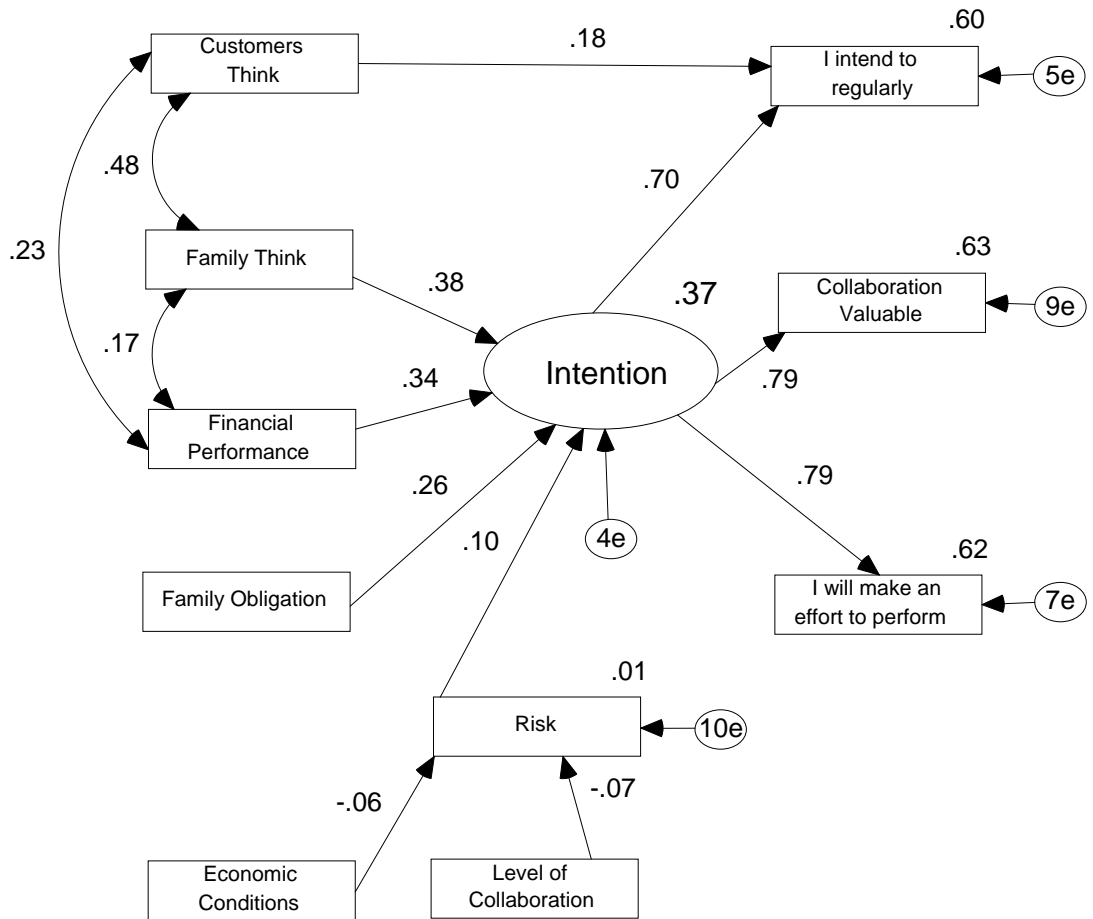 Customers
Think
.18
.60
I intend to
regularly
5e
.48
.70
.23
Family Think
.38
.37
.63
Collaboration
Valuable
9e
.17
Intention
.79
.34
Financial
Performance
.26
.79
.10
4e
.62
Family Obligation
I will make an
effort to perform
7e
.01
Risk
10e
-.06
-.07
Economic
Conditions
Level of
Collaboration